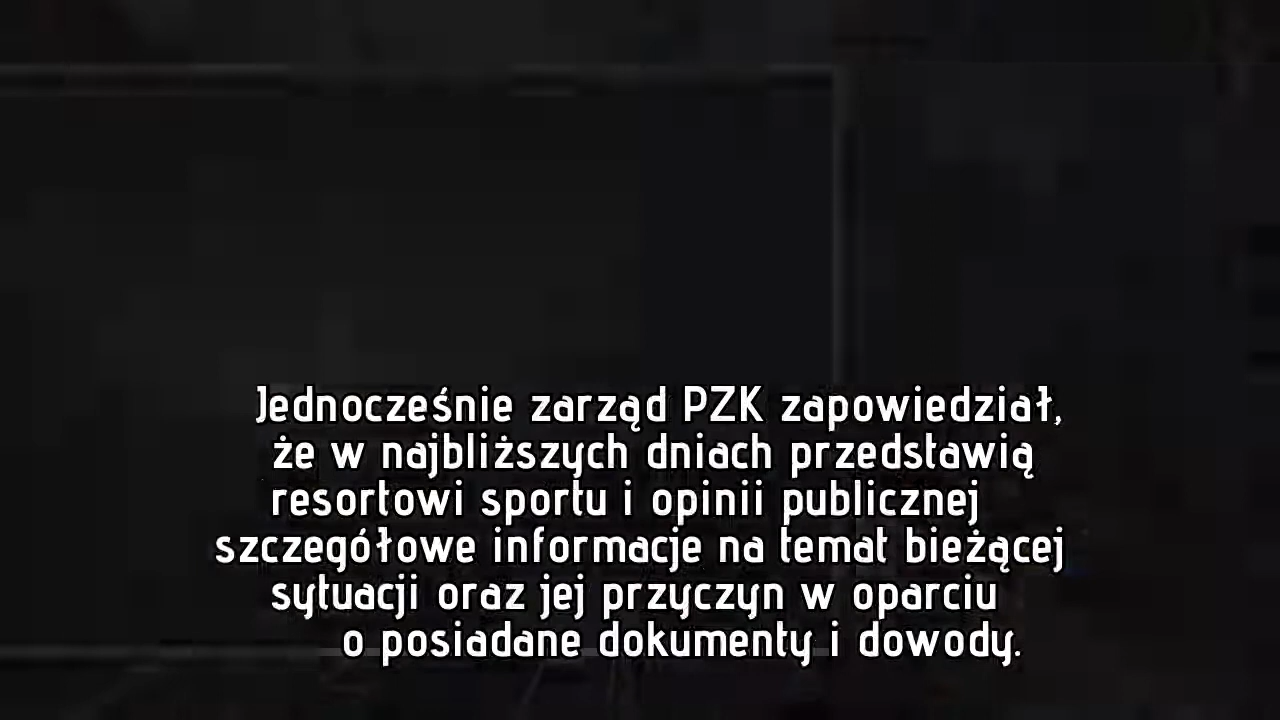 Jednocześnie zarząd PZK zapowiedział,
że w najbliższych dniach przedstawią
resortowi sportu i opinii publicznej
szczegółowe informacje na temat bieżącej
sytuacji oraz jej przyczyn w oparciu
o posiadane dokumenty i dowody.